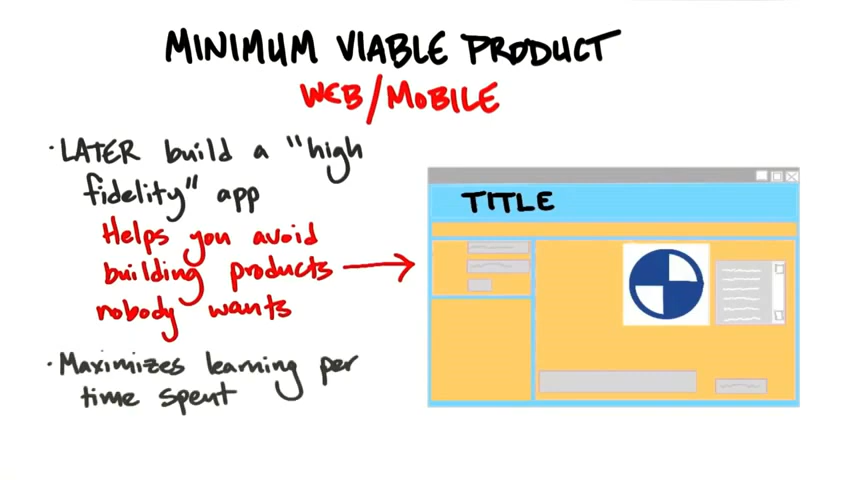 MINIMUM VIABLE PRODUCT
WEB/MOBILE
· LATER build a "high
fidelity" app
Helps you avoid
building products
nobody wants
· Maximizes learning per
time spent
TITLE